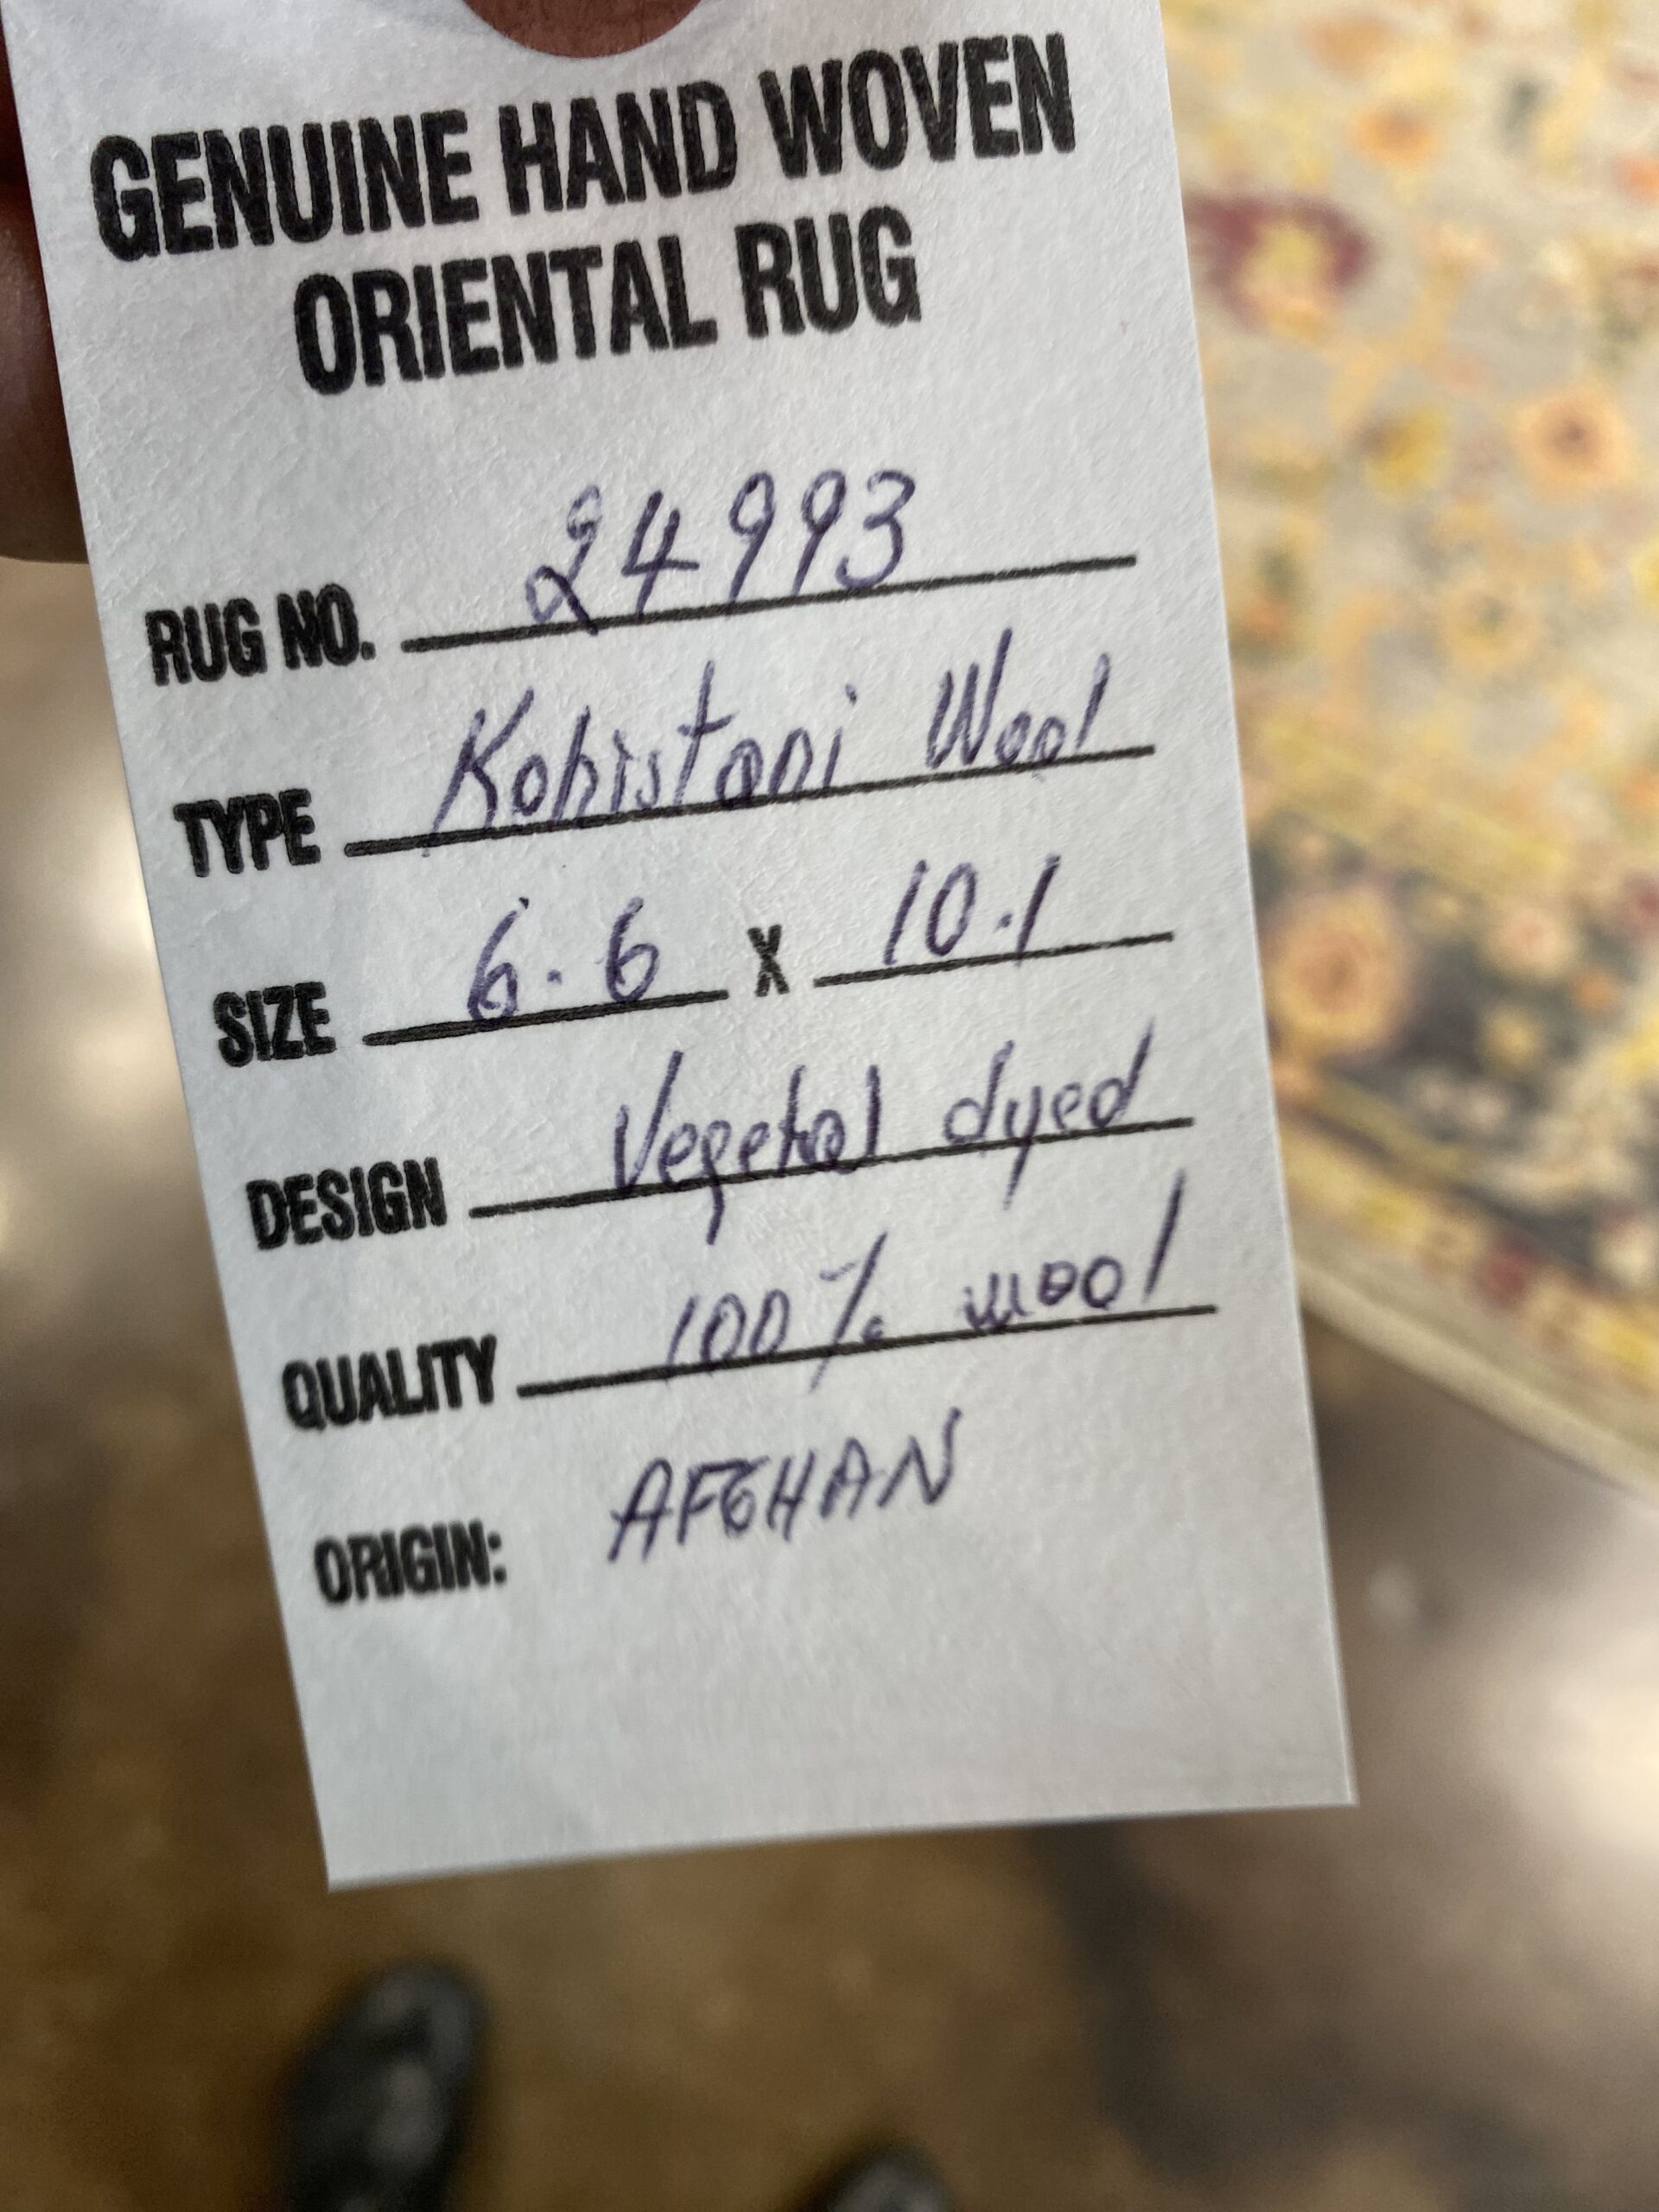 GENUINE HAND WOVEN
ORIENTAL RUG
RUG NO. 24993
TYPE Kohistani Wool
SIZE 6.6 X 10.1
DESIGN Vegetal dyed
QUALITY 100% wool
ORIGIN: AFGHAN